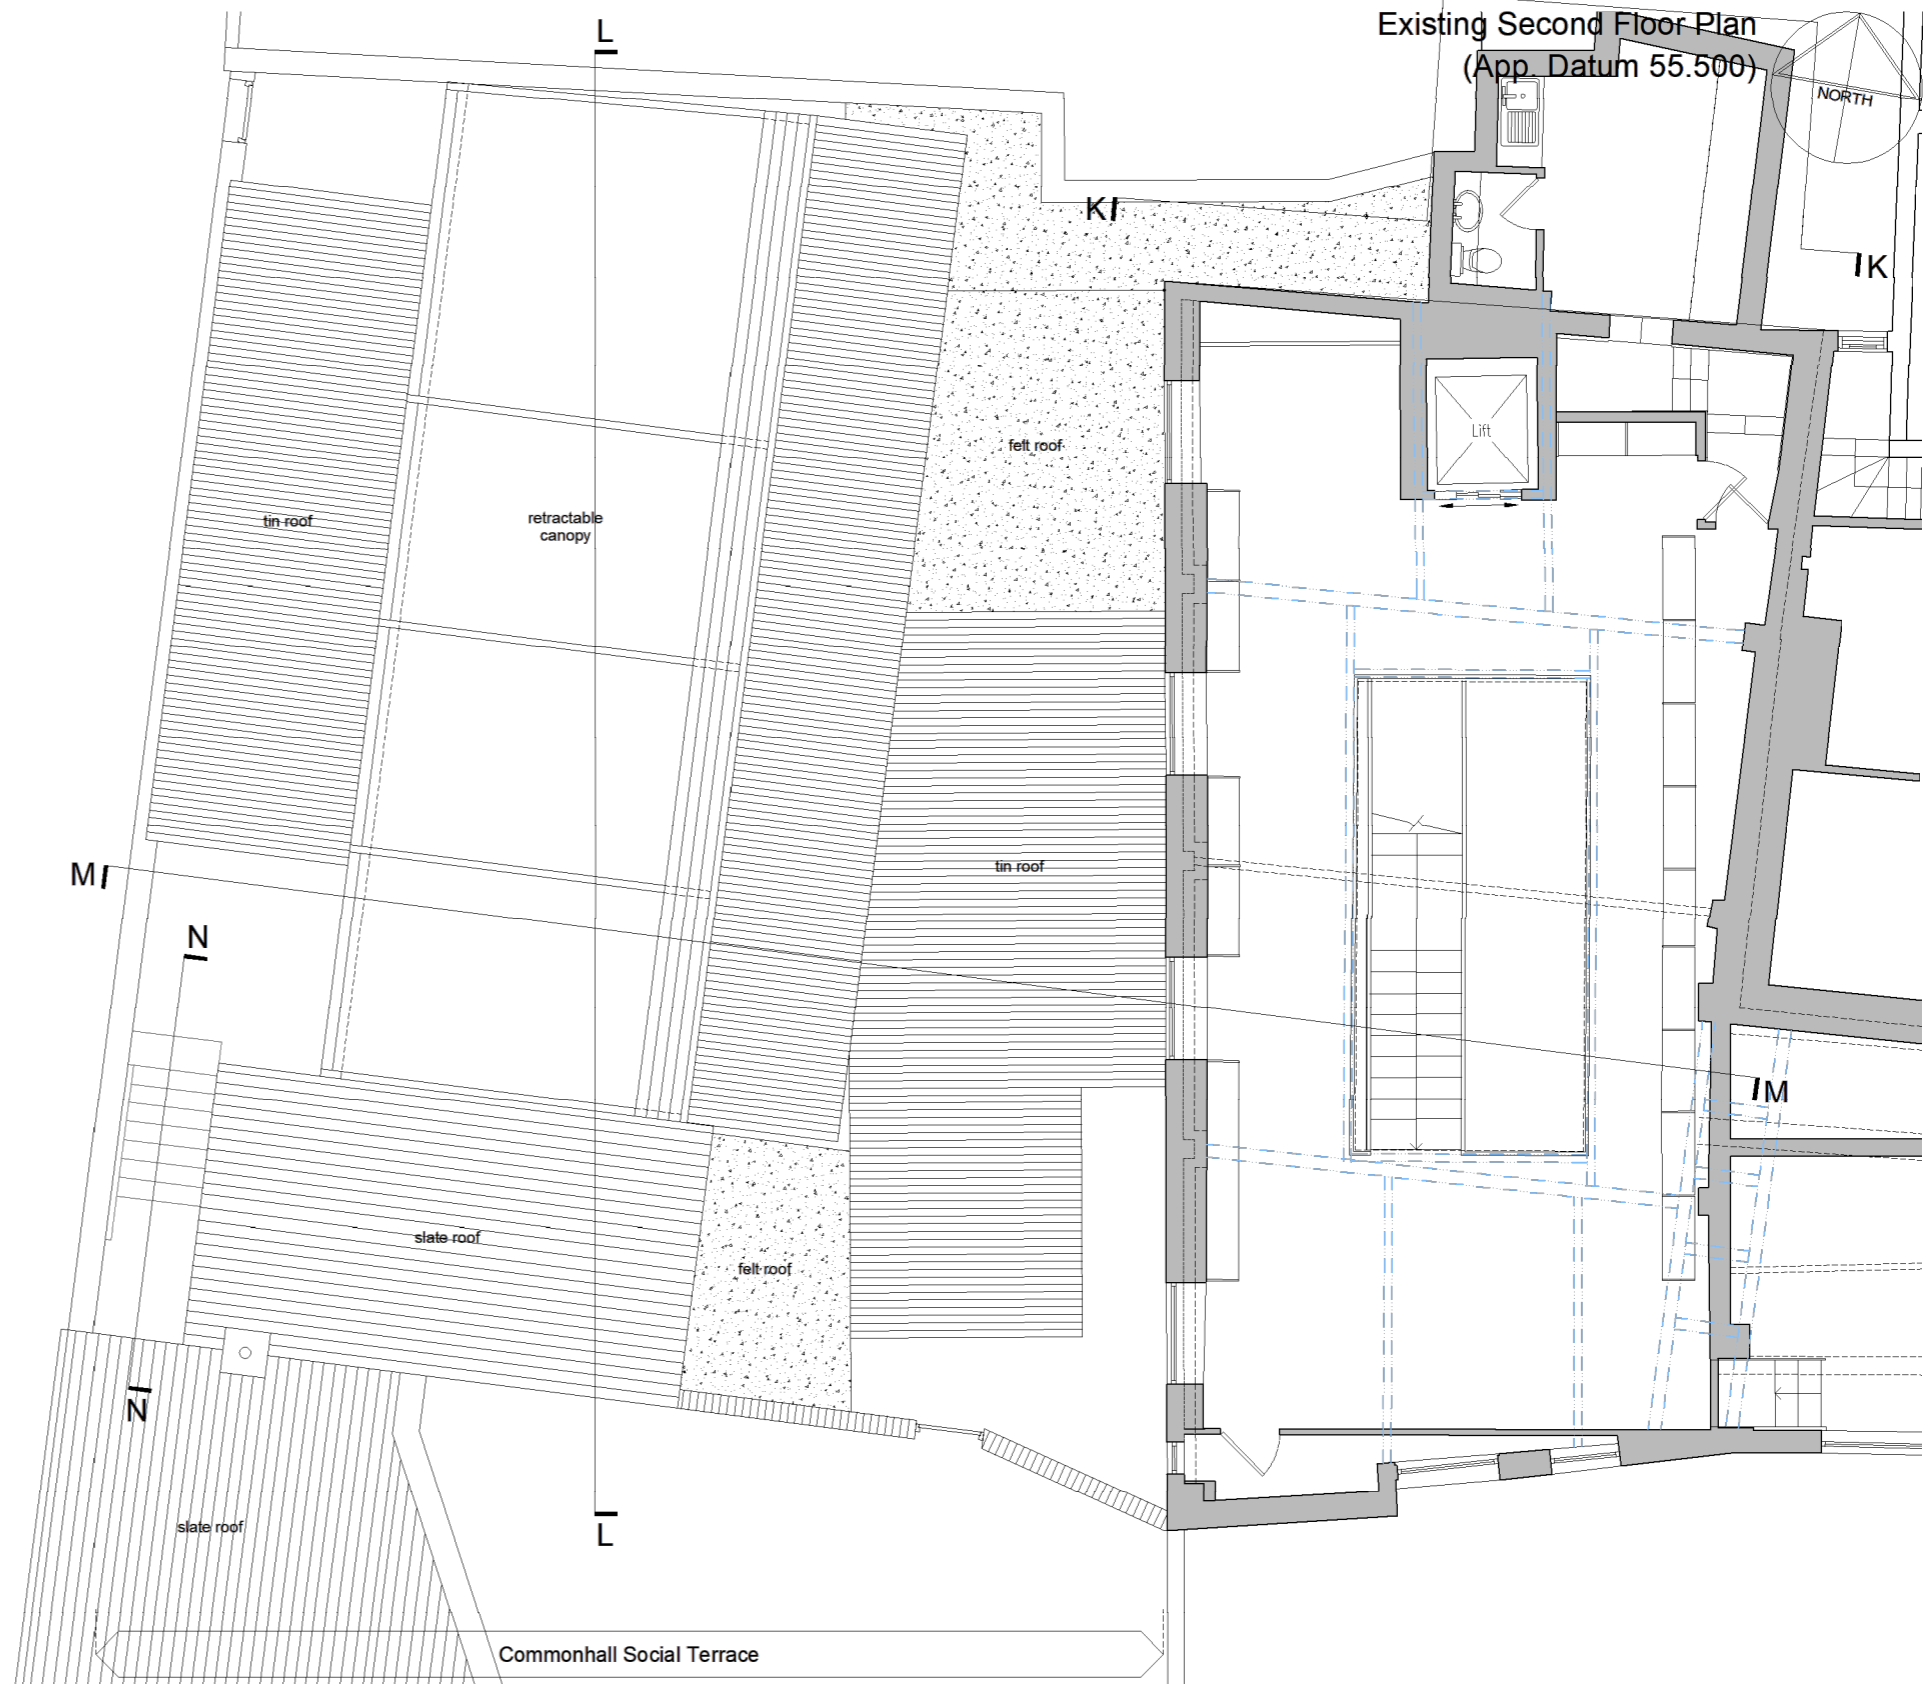 Existing Second Floor Plan
(App. Datum 55.500)
NORTH
L
K
K
felt roof
Lift
tin roof
retractable
canopy
tin roof
M
N
M
slate roof
felt roof
N
slate roof
L
Commonhall Social Terrace